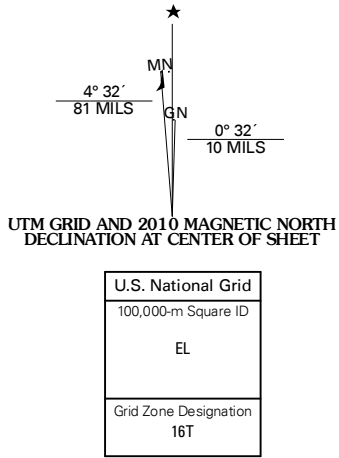 ★
MN
4° 32´
81 MILS
GN
0° 32´
10 MILS
UTM GRID AND 2010 MAGNETIC NORTH
DECLINATION AT CENTER OF SHEET
U.S. National Grid
100,000-m Square ID
EL
Grid Zone Designation
16T